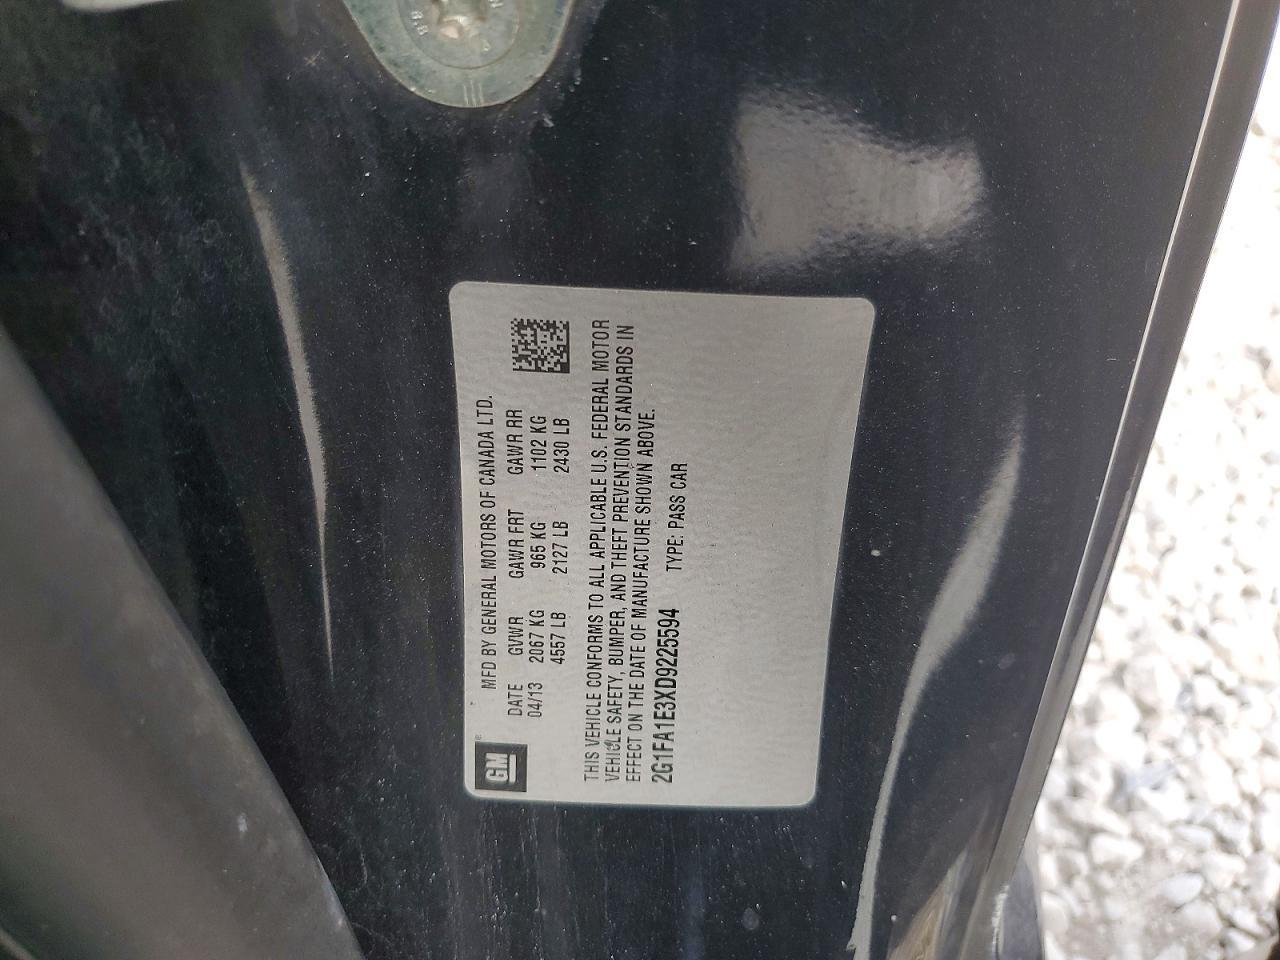 GM
MFD BY GENERAL MOTORS OF CANADA LTD.
DATE GVWR GAWR FRT GAWR RR
04/13 2067 KG 965 KG 1102 KG
4557 LB 2127 LB 2430 LB
THIS VEHICLE CONFORMS TO ALL APPLICABLE U.S. FEDERAL MOTOR
VEHICLE SAFETY, BUMPER, AND THEFT PREVENTION STANDARDS IN
EFFECT ON THE DATE OF MANUFACTURE SHOWN ABOVE.
2G1FA1E3XD9225594 TYPE: PASS CAR